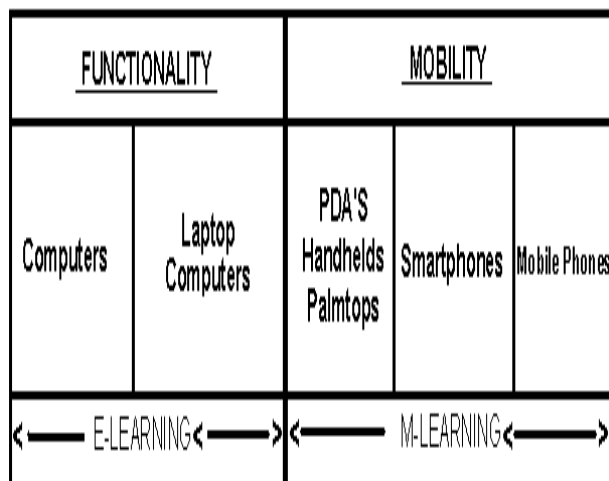 FUNCTIONALITY
MOBILITY
Computers
Laptop
Computers
PDA'S
Handhelds
Palmtops
Smartphones
Mobile Phones
E-LEARNING
M-LEARNING